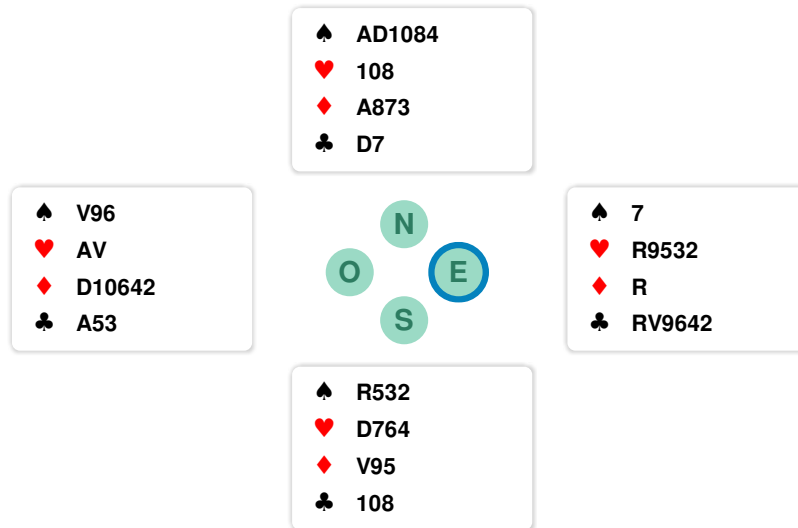 ♠ AD1084
♥ 108
♦ A873
♣ D7
♠ V96
♥ AV
♦ D10642
♣ A53
N
O
E
S
♠ 7
♥ R9532
♦ R
♣ RV9642
♠ R532
♥ D764
♦ V95
♣ 108